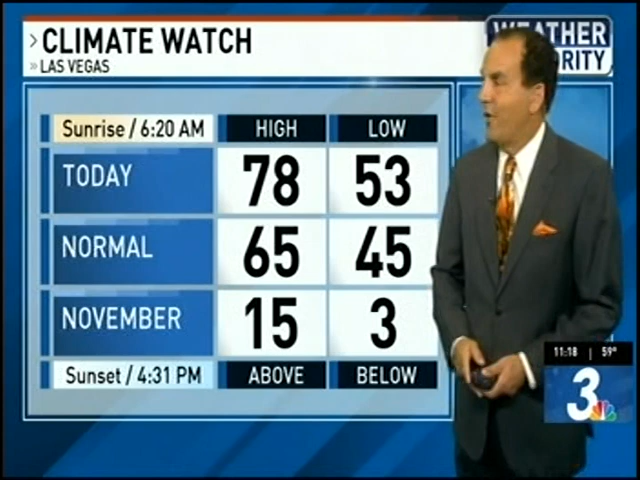 CLIMATE WATCH
LAS VEGAS
WEATHER
Sunrise / 6:20 AM HIGH LOW
TODAY 78 53
NORMAL 65 45
NOVEMBER 15 3
Sunset / 4:31 PM ABOVE BELOW
11:18 | 59°
3